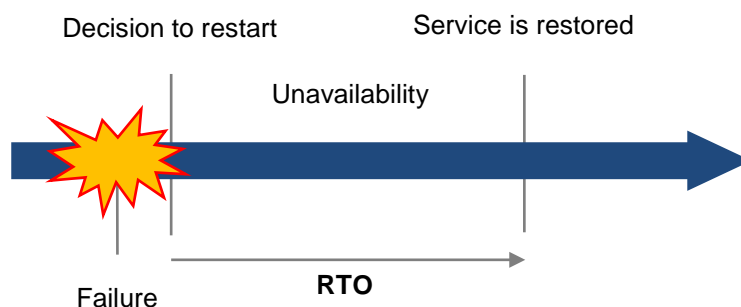 Decision to restart
Service is restored
Unavailability
RTO
Failure